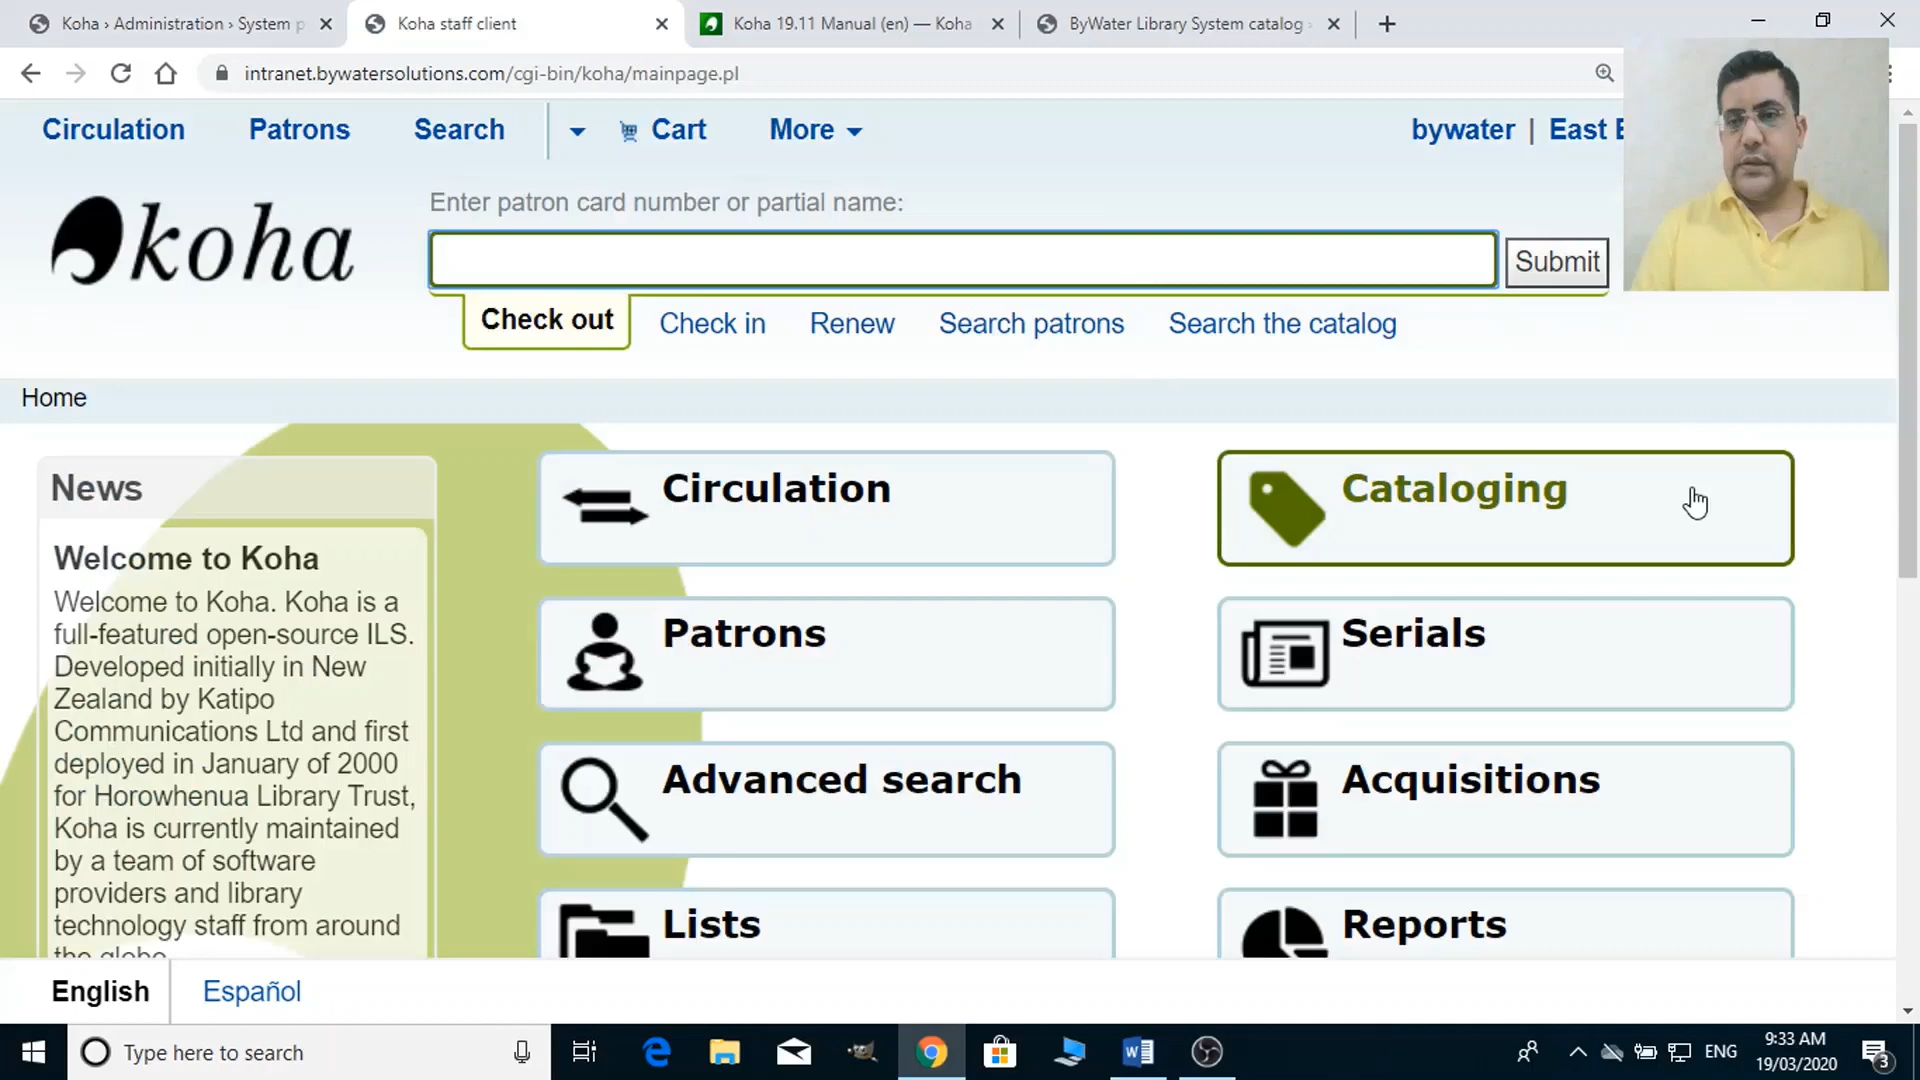 Koha › Administration › System p
Koha staff client
Koha 19.11 Manual (en) — Koha
ByWater Library System catalog
intranet.bywatersolutions.com/cgi-bin/koha/mainpage.pl
Circulation
Patrons
Search
Cart
More
bywater | East
koha
Enter patron card number or partial name:
Submit
Check out
Check in
Renew
Search patrons
Search the catalog
Home
News
Welcome to Koha
Welcome to Koha. Koha is a
full-featured open-source ILS.
Developed initially in New
Zealand by Katipo
Communications Ltd and first
deployed in January of 2000
for Horowhenua Library Trust,
Koha is currently maintained
by a team of software
providers and library
technology staff from around
the globe
Circulation
Cataloging
Patrons
Serials
Advanced search
Acquisitions
Lists
Reports
English
Español
Type here to search
ENG
9:33 AM
19/03/2020
3